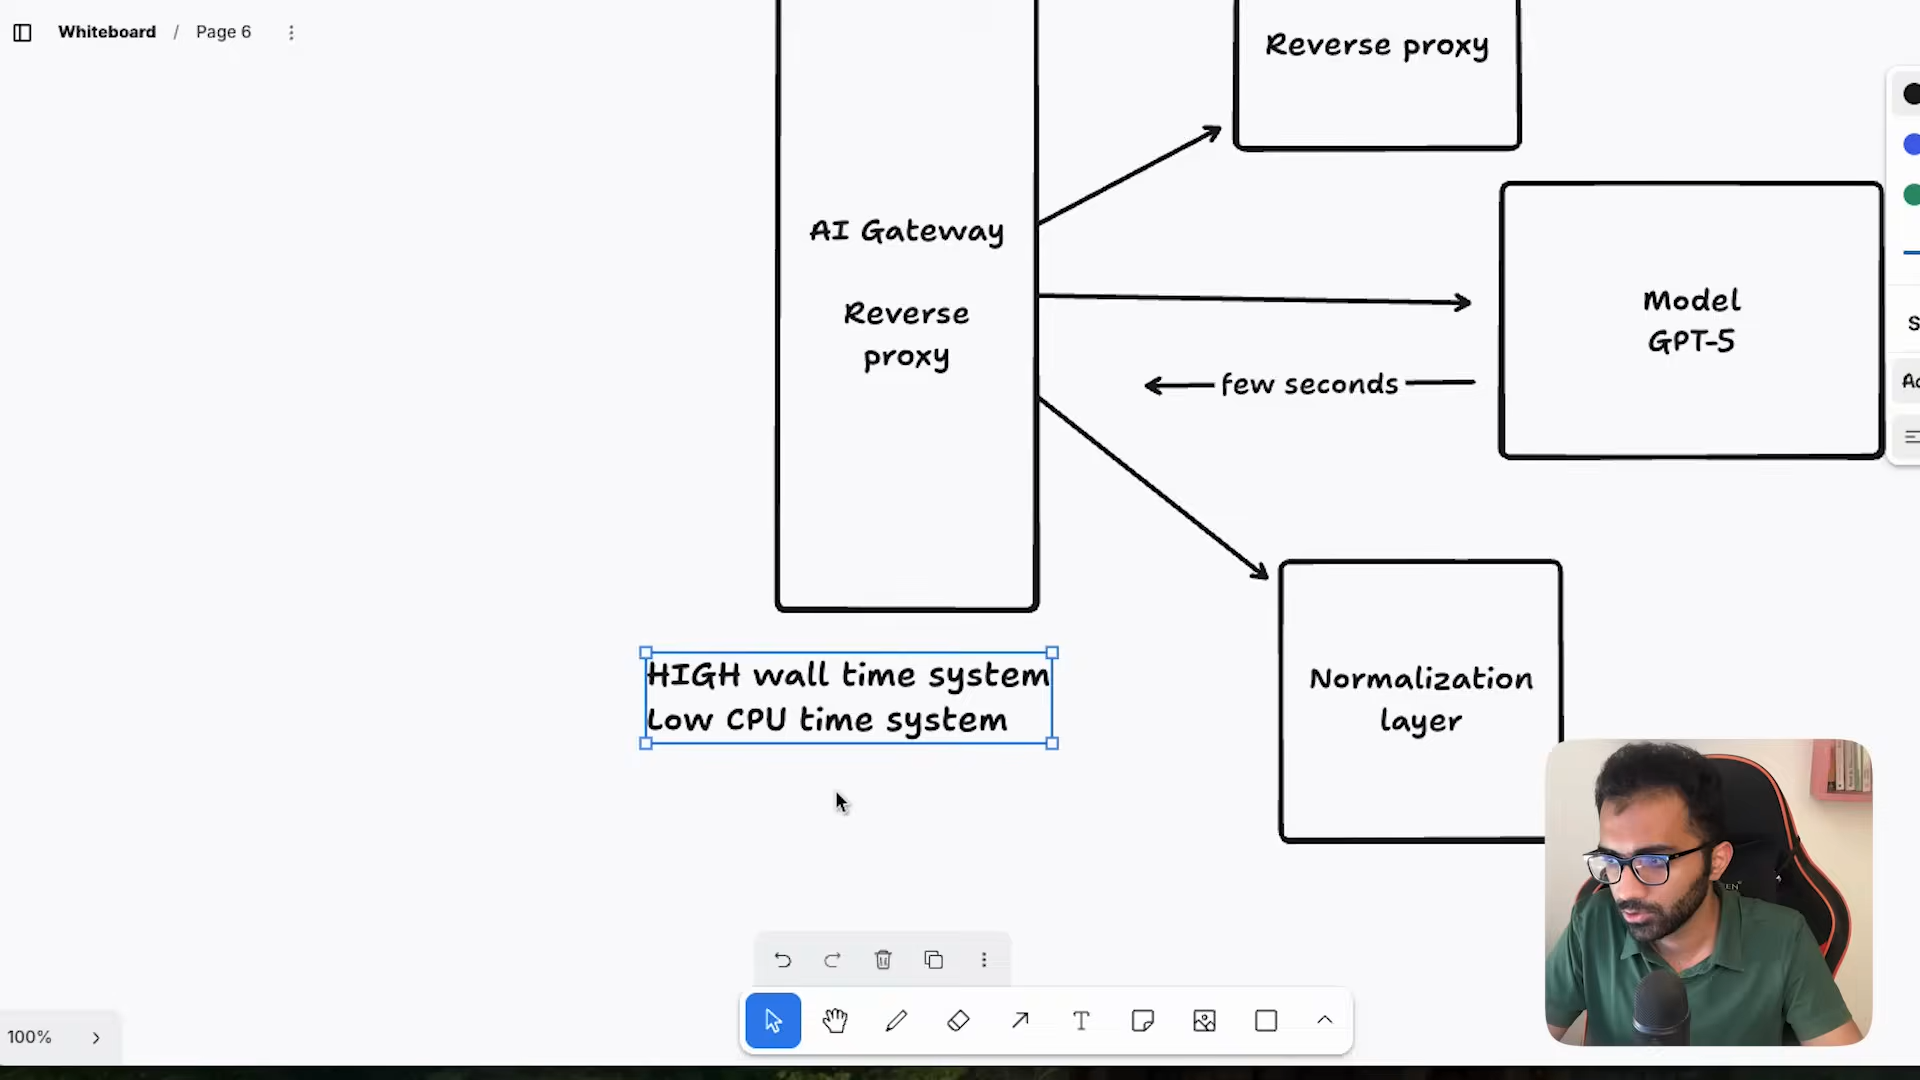 Whiteboard / Page 6
Reverse proxy
AI Gateway
Reverse
proxy
Model
GPT-5
few seconds
HIGH wall time system
Low CPU time system
Normalization
layer
100%